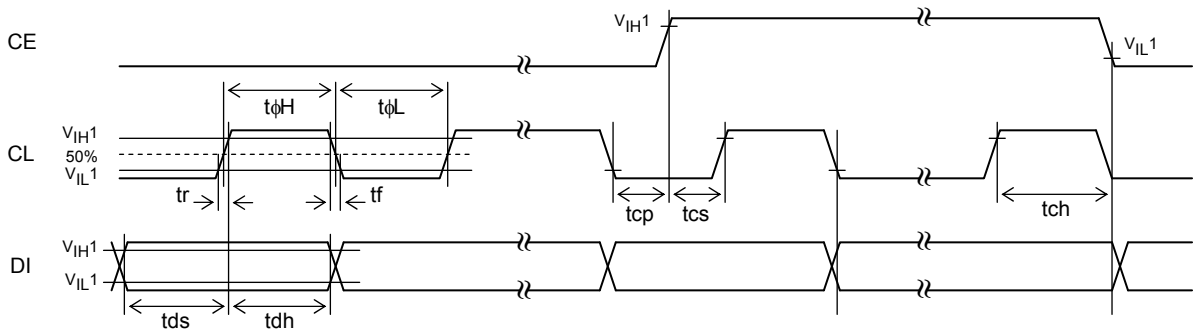 CE
VIH1
VIL1
tϕH
tϕL
CL
VIH1
50%
VIL1
tr
tf
tcp
tcs
tch
DI
VIH1
VIL1
tds
tdh